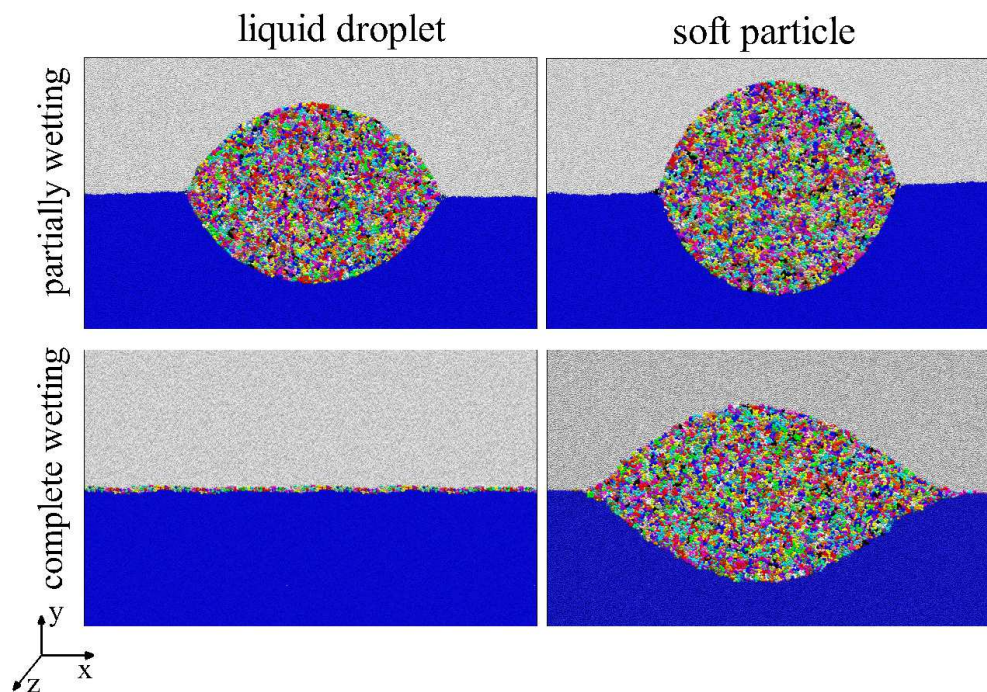 liquid droplet
soft particle
partially wetting
complete wetting
y
x
z